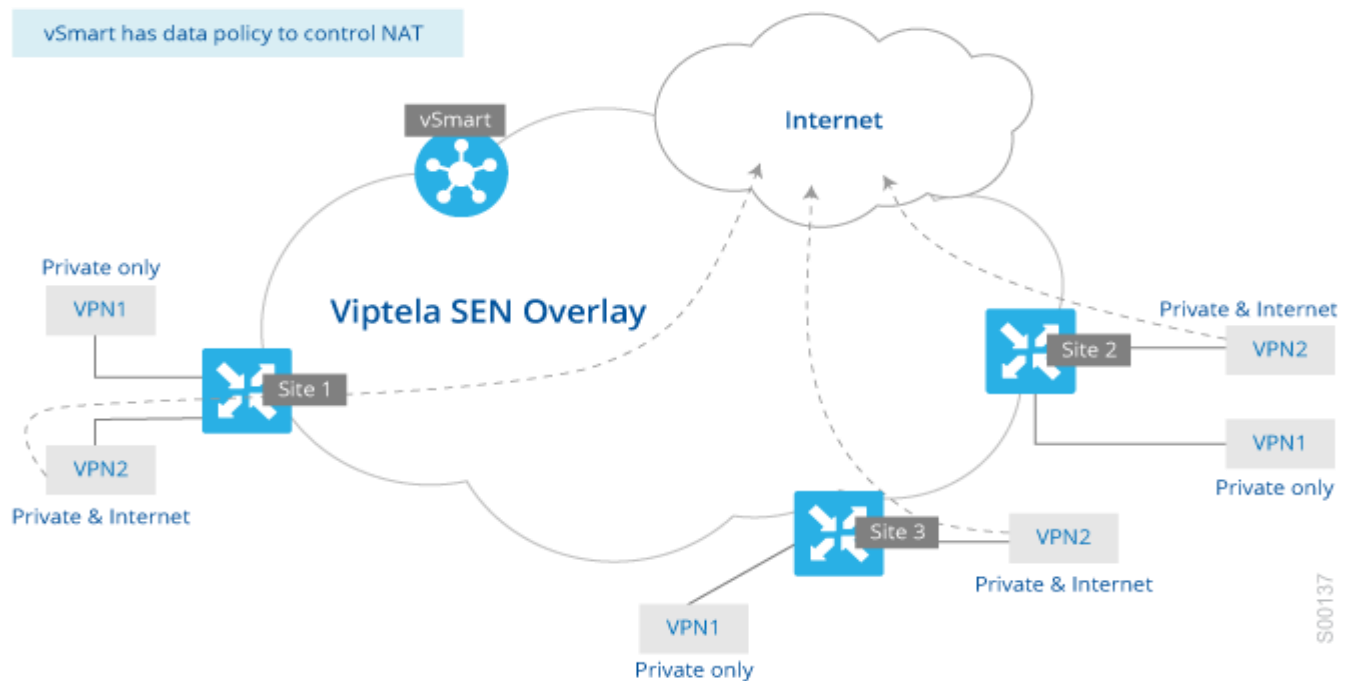 vSmart has data policy to control NAT
vSmart
Internet
Private only
VPN1
Viptela SEN Overlay
Site 1
VPN2
Private & Internet
Private & Internet
Site 2
VPN2
VPN1
Private only
Site 3
VPN2
Private & Internet
VPN1
Private only
S00137